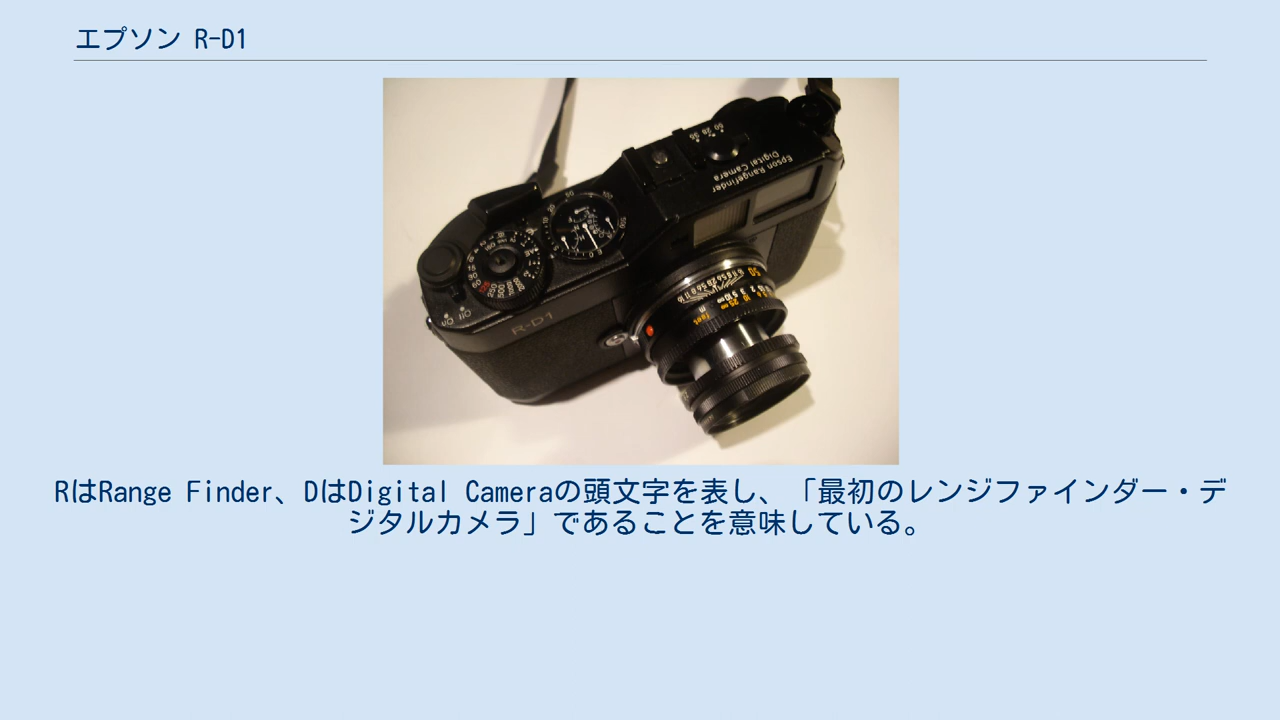 エプソン R-D1
Epson Rangefinder
Digital Camera
R-D1
RはRange Finder、DはDigital Cameraの頭文字を表し、「最初のレンジファインダー・デ
ジタルカメラ」であることを意味している。